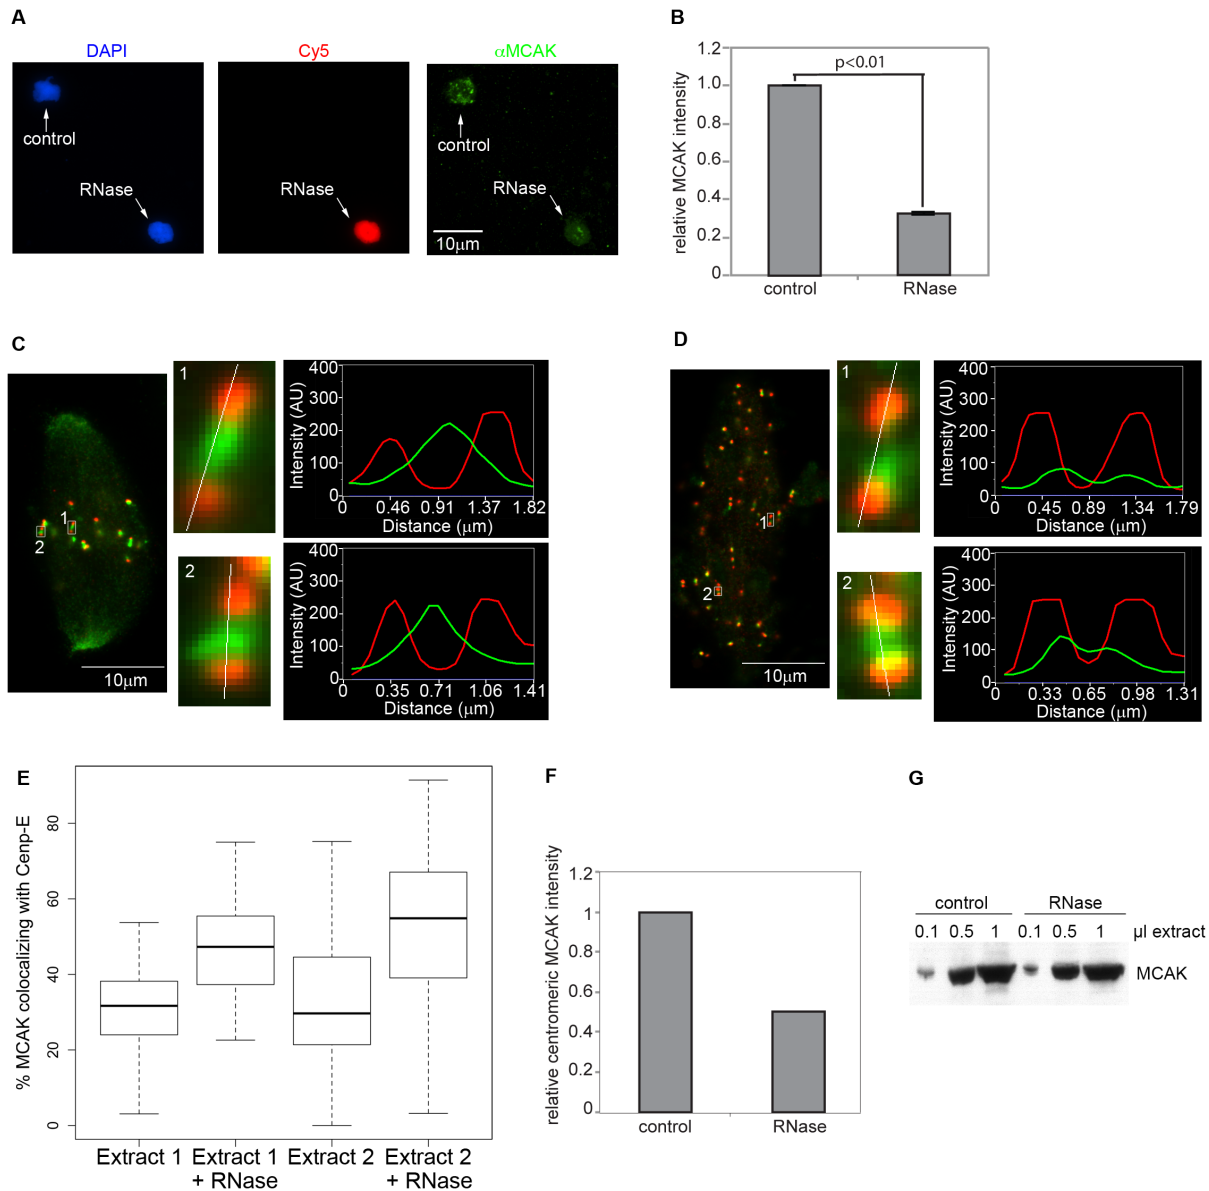 A
DAPI
Cy5
αMCAK
control
RNase
RNase
control
RNase
10μm
B
relative MCAK intensity
1.2
1.0
0.8
0.6
0.4
0.2
0
p<0.01
control
RNase
C
1
2
10μm
1
Intensity (AU)
400
300
200
100
0
0 0.46 0.91 1.37 1.82
Distance (μm)
2
Intensity (AU)
400
300
200
100
0
0 0.35 0.71 1.06 1.41
Distance (μm)
D
1
2
10μm
1
Intensity (AU)
400
300
200
100
0
0 0.45 0.89 1.34 1.79
Distance (μm)
2
Intensity (AU)
400
300
200
100
0
0 0.33 0.65 0.98 1.31
Distance (μm)
E
% MCAK colocalizing with Cenp-E
80
60
40
20
0
Extract 1
Extract 1
+ RNase
Extract 2
Extract 2
+ RNase
F
relative centromeric MCAK intensity
1.2
1
0.8
0.6
0.4
0.2
0
control
RNase
G
control RNase
0.1 0.5 1 0.1 0.5 1 μl extract
MCAK